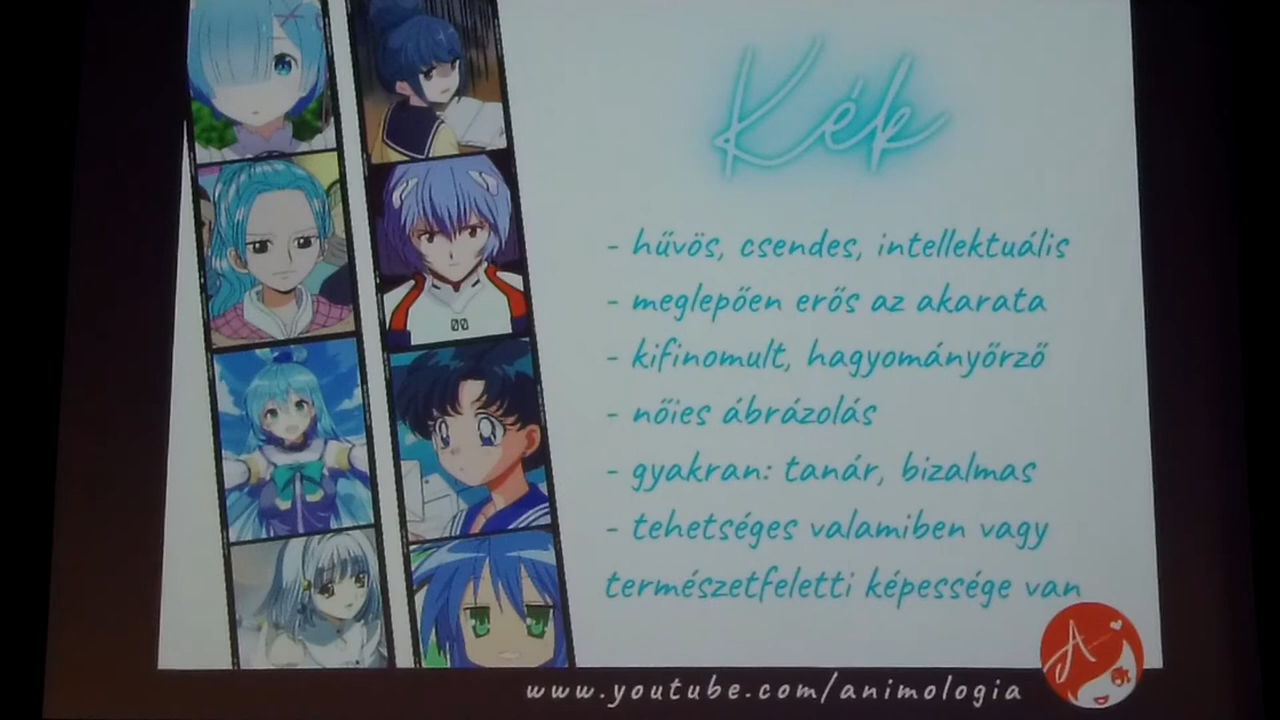 Kék
- hűvös, csendes, intellektuális
- meglepően erős az akarata
- kifinomult, hagyományőrző
- nőies ábrázolás
- gyakran: tanár, bizalmas
- tehetséges valamiben vagy
természetfeletti képessége van
00
A
www.youtube.com/animologia